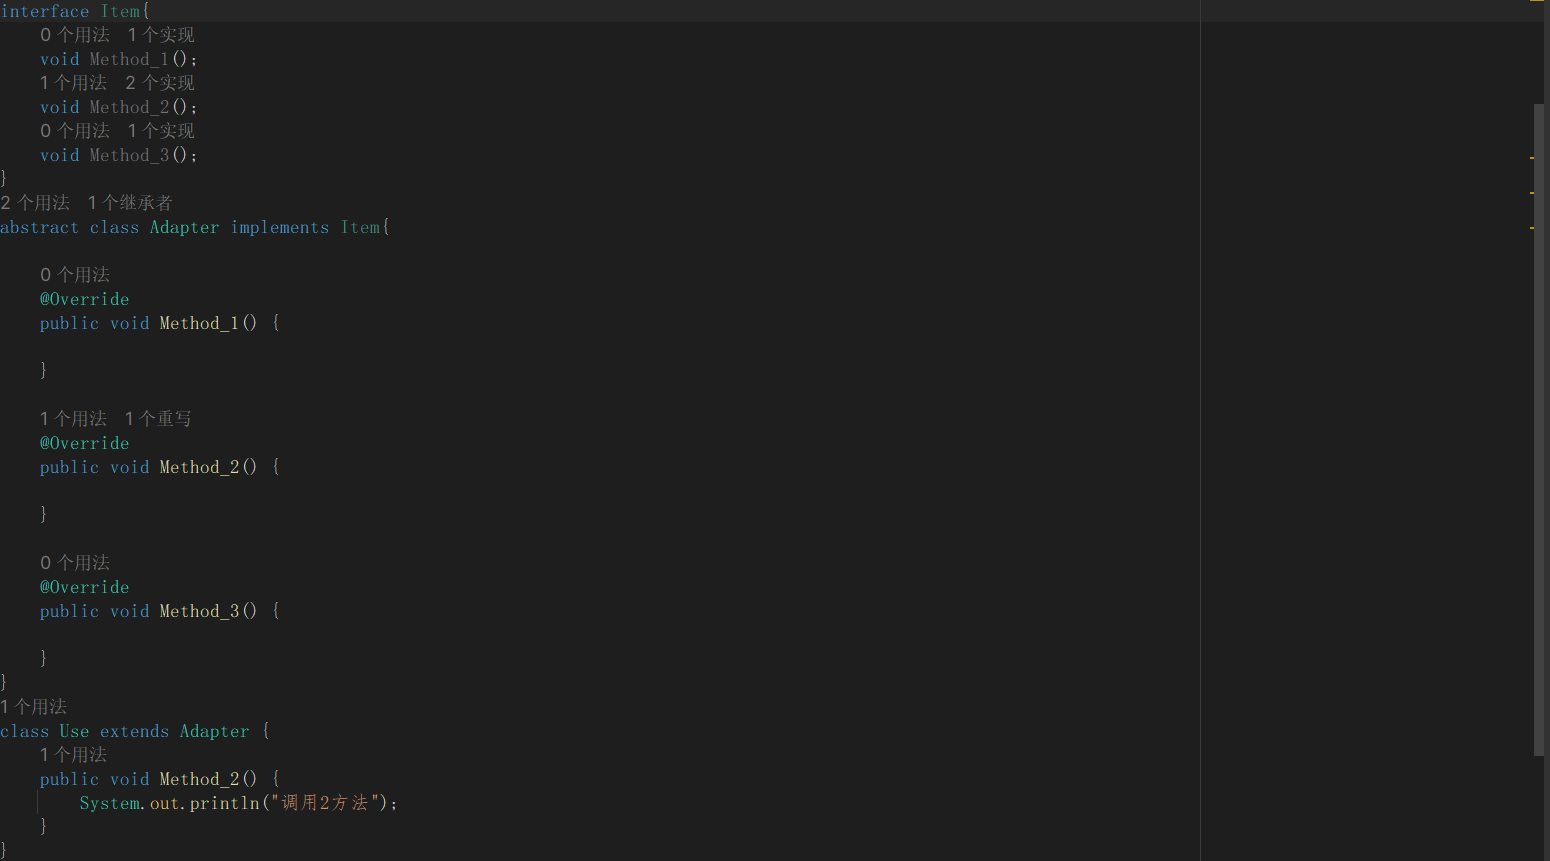 interface Item{
0 个用法 1 个实现
void Method_1();
1 个用法 2 个实现
void Method_2();
0 个用法 1 个实现
void Method_3();
}
2 个用法 1 个继承者
abstract class Adapter implements Item{
0 个用法
@Override
public void Method_1() {
}
1 个用法 1 个重写
@Override
public void Method_2() {
}
0 个用法
@Override
public void Method_3() {
}
}
1 个用法
class Use extends Adapter {
1 个用法
public void Method_2() {
System.out.println("调用2方法");
}
}